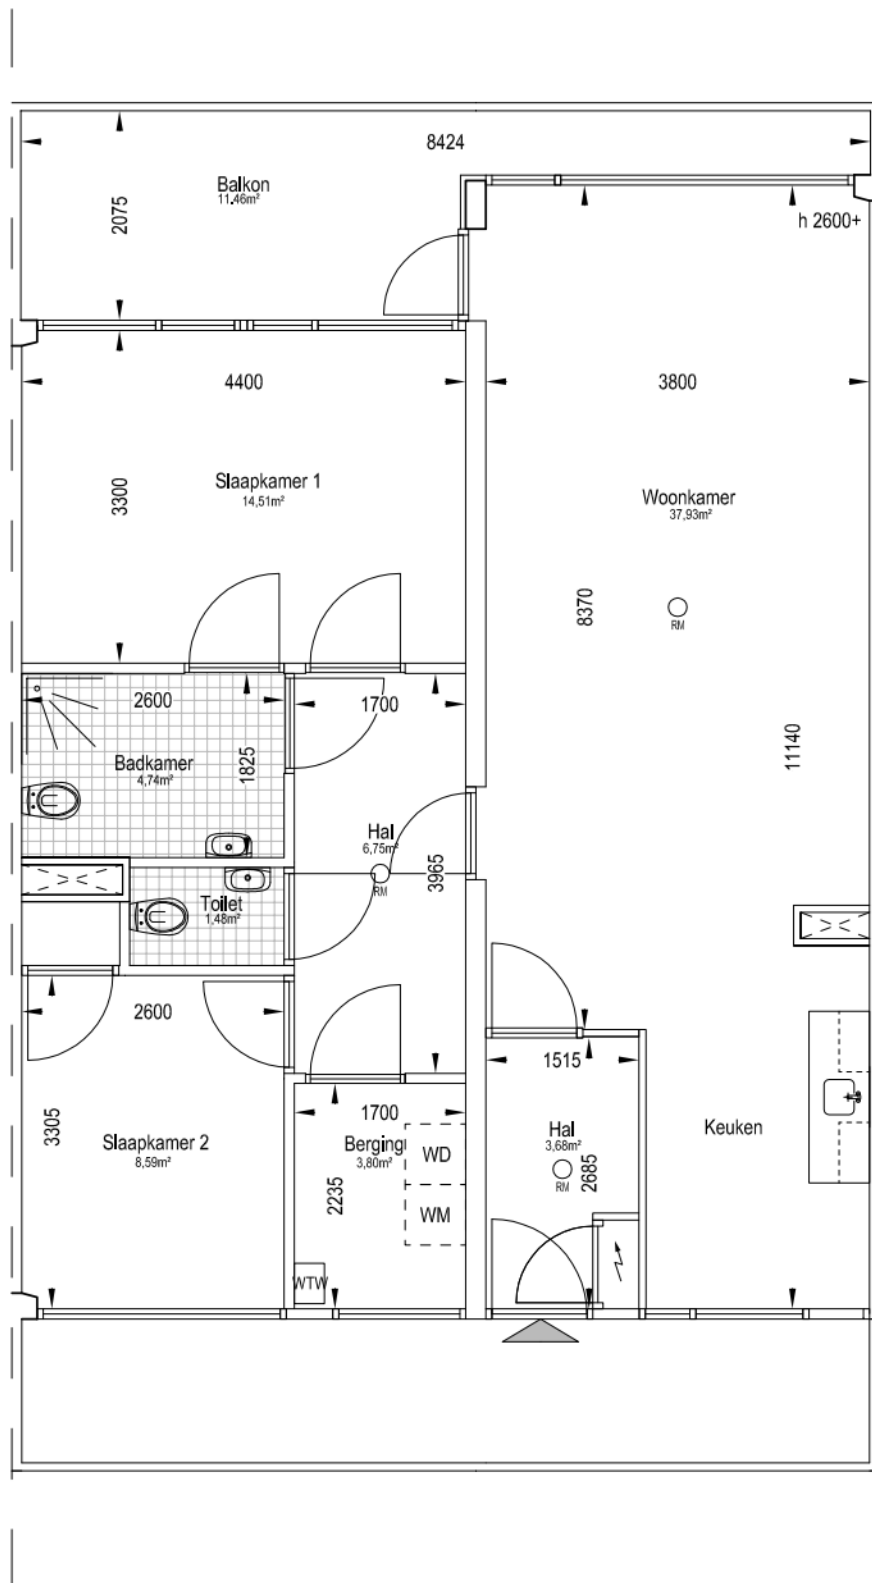 8424
Balkon
11.46m²
2075
h 2600+
4400
3800
Slaapkamer 1
14,51m²
3300
Woonkamer
37,93m²
8370
RM
2600
1700
Badkamer
4,74m²
1825
11140
Hal
6,75m²
3965
RM
Toilet
1,48m²
2600
1515
3305
1700
Slaapkamer 2
8,59m²
Berging
3,80m²
WD
Hal
3,68m²
Keuken
RM
2685
2235
WM
WTW